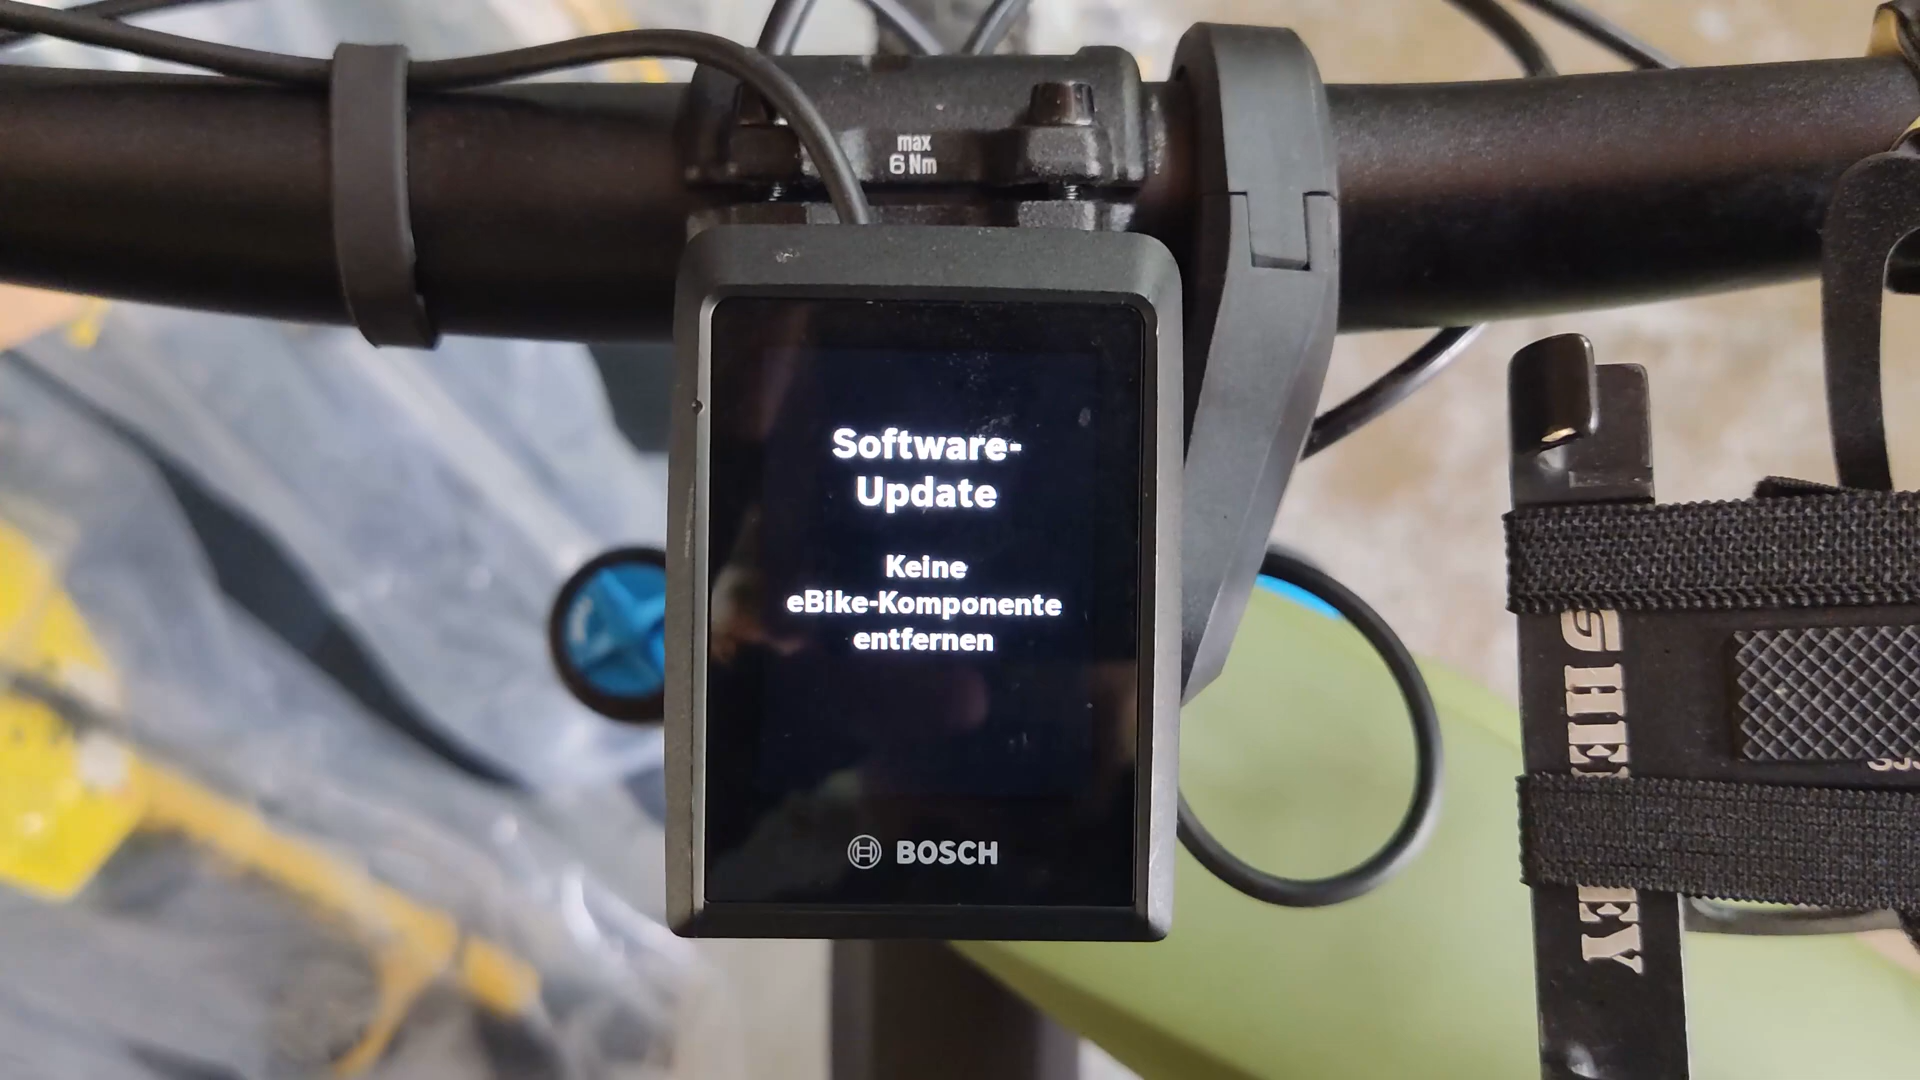 max
6 Nm
Software-
Update
Keine
eBike-Komponente
entfernen
BOSCH